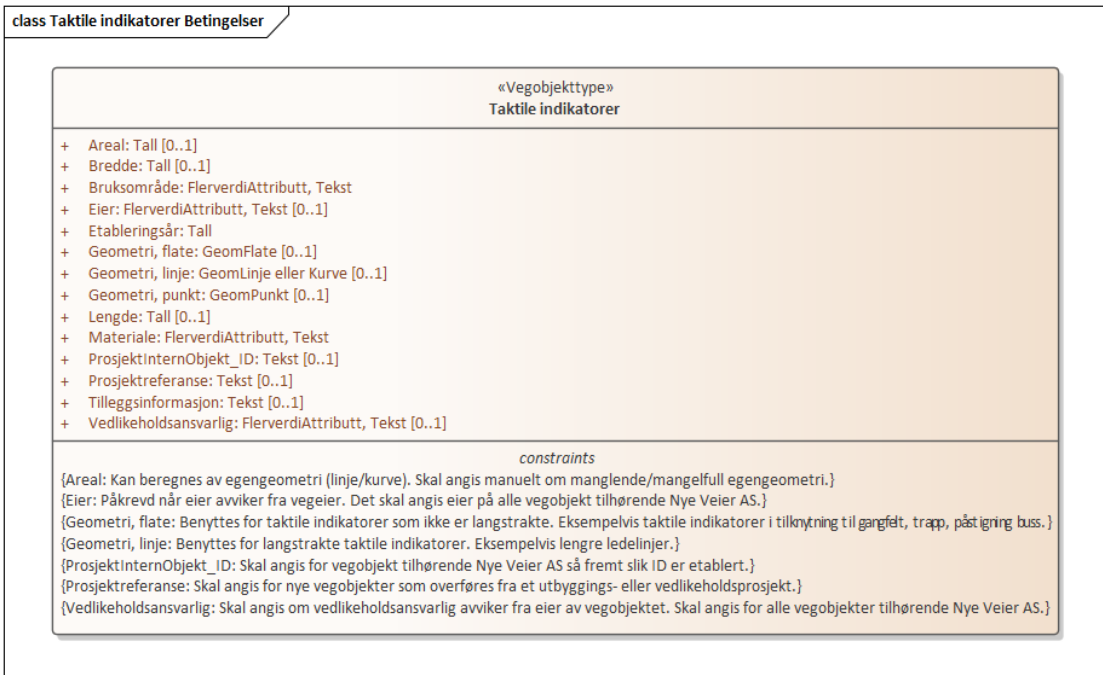 class Taktile indikatorer Betingelser
«Vegobjekttype»
Taktile indikatorer
+ Areal: Tall [0..1]
+ Bredde: Tall [0..1]
+ Bruksområde: FlerverdiAttributt, Tekst
+ Eier: FlerverdiAttributt, Tekst [0..1]
+ Etableringsår: Tall
+ Geometri, flate: GeomFlate [0..1]
+ Geometri, linje: GeomLinje eller Kurve [0..1]
+ Geometri, punkt: GeomPunkt [0..1]
+ Lengde: Tall [0..1]
+ Materiale: FlerverdiAttributt, Tekst
+ ProsjektInternObjekt_ID: Tekst [0..1]
+ Prosjektreferanse: Tekst [0..1]
+ Tilleggsinformasjon: Tekst [0..1]
+ Vedlikeholdsansvarlig: FlerverdiAttributt, Tekst [0..1]
constraints
{Areal: Kan beregnes av egengeometri (linje/kurve). Skal angis manuelt om manglende/mangelfull egengeometri.}
{Eier: Påkrevd når eier avviker fra vegeier. Det skal angis eier på alle vegobjekt tilhørende Nye Veier AS.}
{Geometri, flate: Benyttes for taktile indikatorer som ikke er langstrakte. Eksempelvis taktile indikatorer i tilknytning til gangfelt, trapp, påstigning buss. }
{Geometri, linje: Benyttes for langstrakte taktile indikatorer. Eksempelvis lengre ledelinjer.}
{ProsjektInternObjekt_ID: Skal angis for vegobjekt tilhørende Nye Veier AS så fremt slik ID er etablert.}
{Prosjektreferanse: Skal angis for nye vegobjekter som overføres fra et utbyggings- eller vedlikeholdsprosjekt.}
{Vedlikeholdsansvarlig: Skal angis om vedlikeholdsansvarlig avviker fra eier av vegobjektet. Skal angis for alle vegobjekter tilhørende Nye Veier AS.}